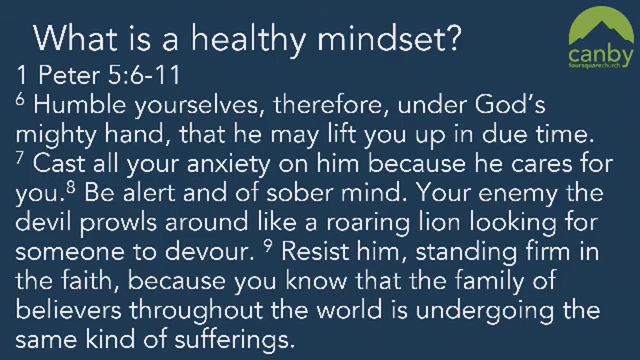 What is a healthy mindset?
canby
foursquare church
1 Peter 5:6-11
6 Humble yourselves, therefore, under God's
mighty hand, that he may lift you up in due time.
7 Cast all your anxiety on him because he cares for
you.8 Be alert and of sober mind. Your enemy the
devil prowls around like a roaring lion looking for
someone to devour. 9 Resist him, standing firm in
the faith, because you know that the family of
believers throughout the world is undergoing the
same kind of sufferings.